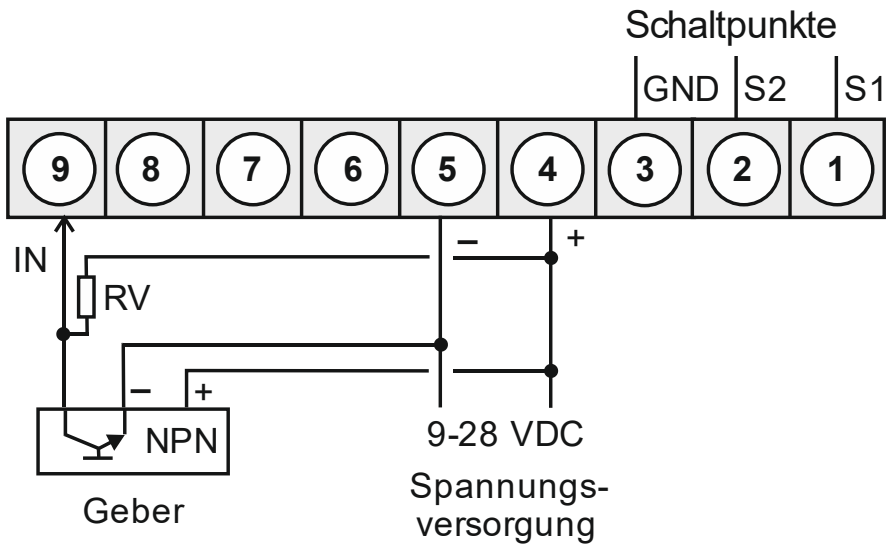 Schaltpunkte
GND S2 S1
9 8 7 6 5 4 3 2 1
IN
− +
RV
− +
NPN
9-28 VDC
Geber
Spannungs-
versorgung